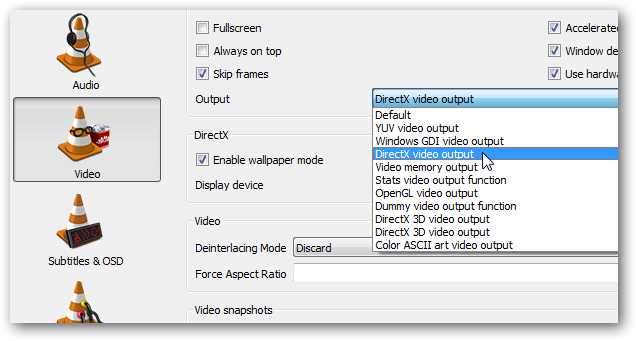 Audio
Video
Subtitles & OSD
Fullscreen
Accelerated
Always on top
Window de
Skip frames
Use hardw
Output
DirectX video output
Default
YUV video output
Windows GDI video output
DirectX video output
Video memory output
Stats video output function
OpenGL video output
Dummy video output function
DirectX 3D video output
DirectX 3D video output
Color ASCII art video output
DirectX
Enable wallpaper mode
Display device
Video
Deinterlacing Mode
Discard
Force Aspect Ratio
Video snapshots